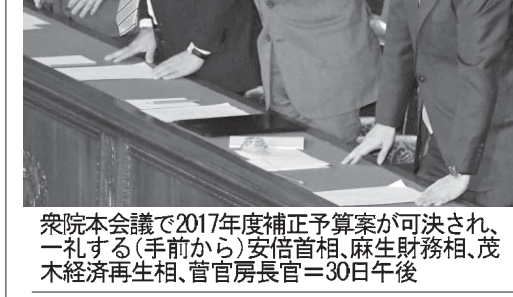 衆院本会議で2017年度補正予算案が可決され、
一礼する(手前から)安倍首相、麻生財務相、茂
木経済再生相、菅官房長官＝30日午後